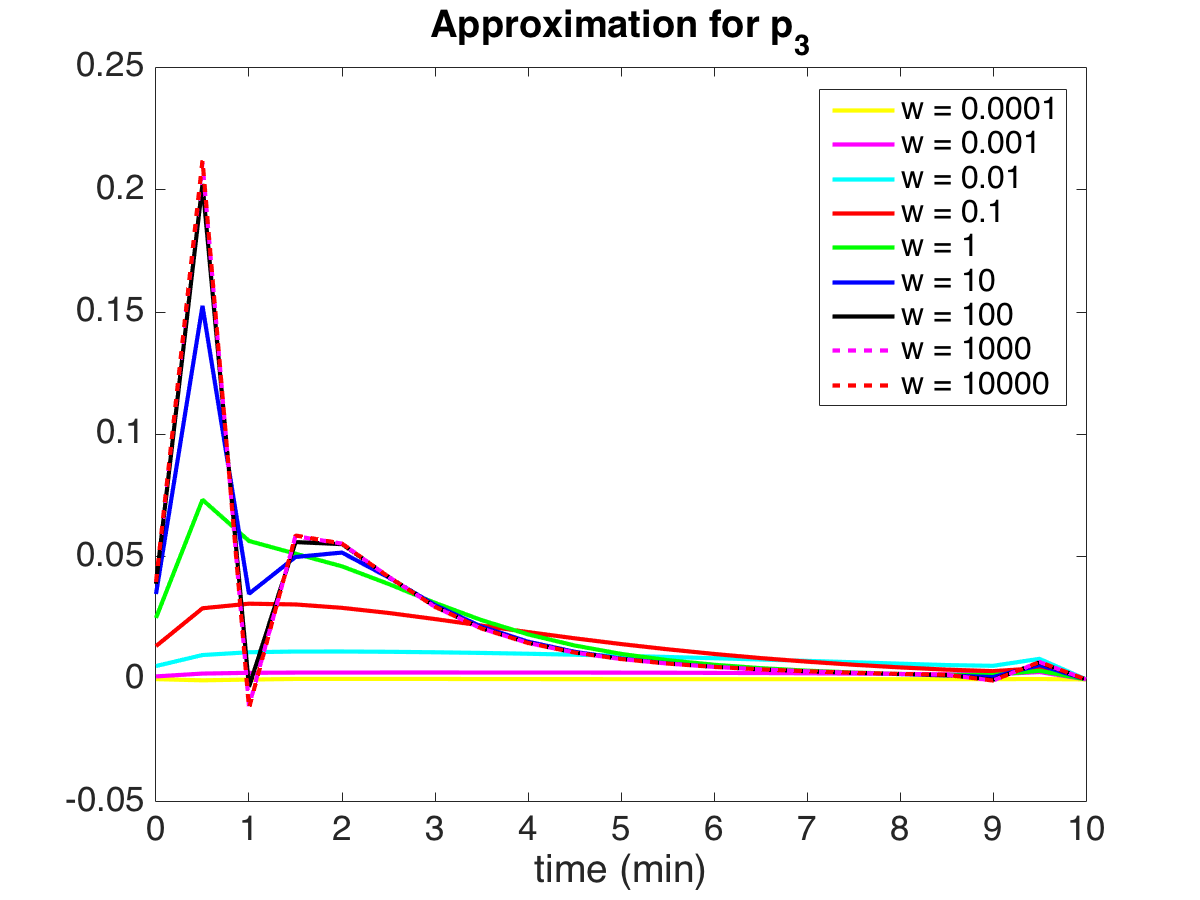 Approximation for p3
0.25
0.2
0.15
0.1
0.05
0
-0.05
w = 0.0001
w = 0.001
w = 0.01
w = 0.1
w = 1
w = 10
w = 100
w = 1000
w = 10000
0 1 2 3 4 5 6 7 8 9 10
time (min)